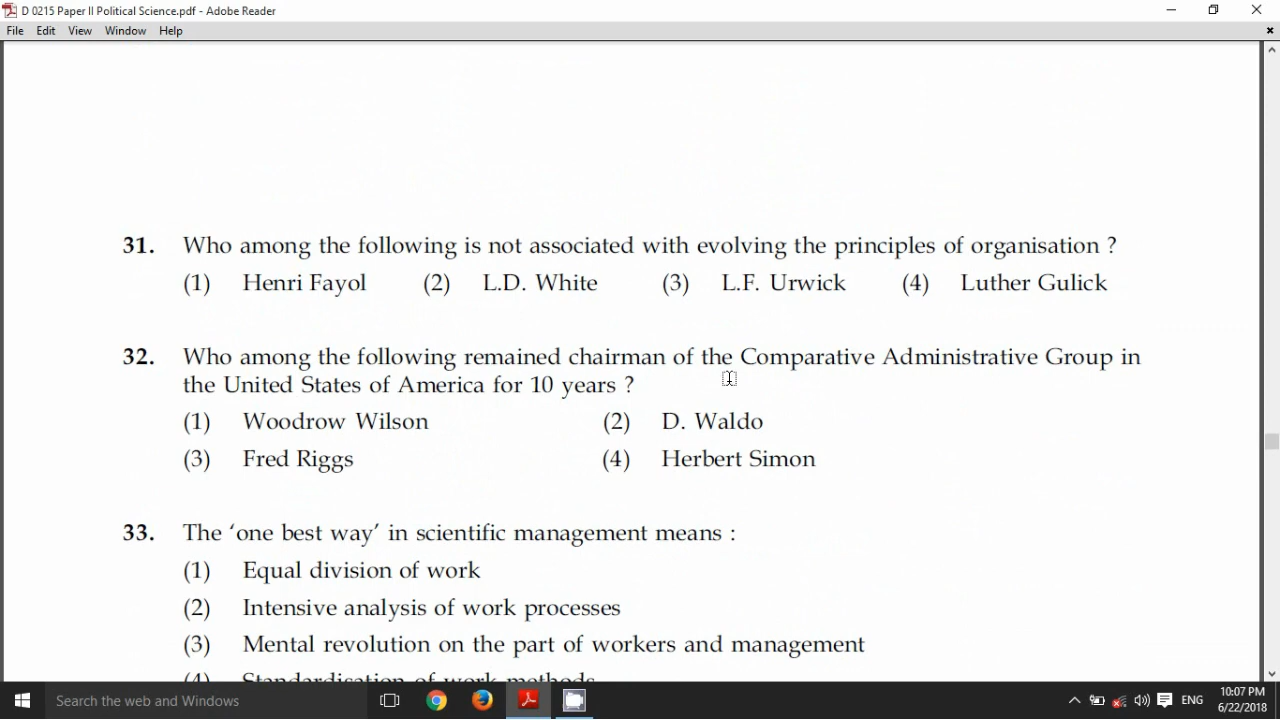 D 0215 Paper II Political Science.pdf - Adobe Reader
File Edit View Window Help
31. Who among the following is not associated with evolving the principles of organisation ?
(1) Henri Fayol (2) L.D. White (3) L.F. Urwick (4) Luther Gulick
32. Who among the following remained chairman of the Comparative Administrative Group in
the United States of America for 10 years ?
(1) Woodrow Wilson (2) D. Waldo
(3) Fred Riggs (4) Herbert Simon
33. The ‘one best way’ in scientific management means :
(1) Equal division of work
(2) Intensive analysis of work processes
(3) Mental revolution on the part of workers and management
(4) Standardisation of work methods
Search the web and Windows
ENG
10:07 PM
6/22/2018